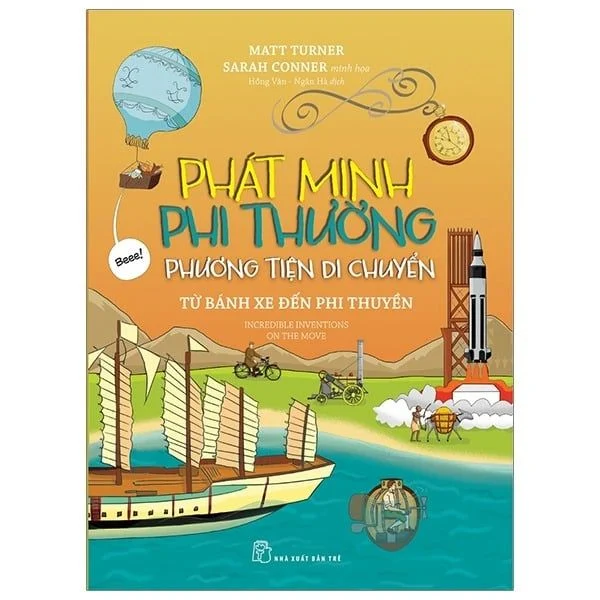 MATT TURNER
SARAH CONNER minh họa
Hồng Vân - Ngân Hà dịch
PHÁT MINH
PHI THƯỜNG
Beee!
PHƯƠNG TIỆN DI CHUYỂN
TỪ BÁNH XE ĐẾN PHI THUYỀN
INCREDIBLE INVENTIONS
ON THE MOVE
NHÀ XUẤT BẢN TRẺ